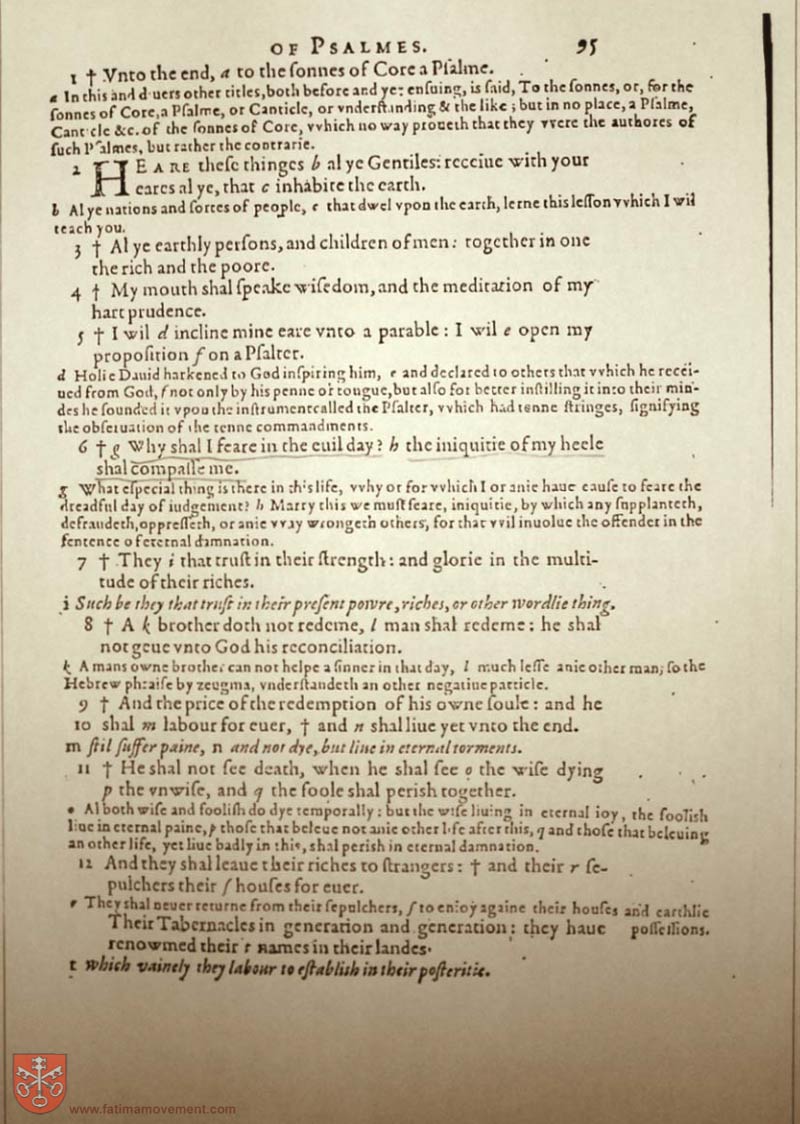 OF PSALMES. 95
1 † Vnto the end, a to the ſonnes of Core a Pſalme.
a In this and diuers other titles, both before and yet enſuing, is ſaid, To the ſonnes, or, for the
ſonnes of Core, a Pſalme, or Canticle, or vnderſtanding & the like; but in no place, a Pſalme,
Canticle &c. of the ſonnes of Core, vvhich no way proueth that they vvere the authores of
ſuch Pſalmes, but rather the contrarie.
2 HEARE theſe thinges b al ye Gentiles: receiue with your
eares al ye, that c inhabite the earth.
b Al ye nations and ſortes of people, c that dwel vpon the earth, lerne this leſſon vvhich I wil
teach you.
3 † Al ye earthly perſons, and children of men: together in one
the rich and the poore.
4 † My mouth shal ſpeake wiſedom, and the meditation of my
hart prudence.
5 † I wil d incline mine eare vnto a parable: I wil e open my
propoſition f on a Pſalter.
d Holie Dauid harkened to God inſpiring him, e and declared to others that vvhich he recei-
ued from God, f not only by his penne or tongue, but alſo for better inſtilling it into their min-
des he ſounded it vpon the inſtrument called the Pſalter, vvhich had tenne ſtringes, ſignifying
the obſeruation of the tenne commandments.
6 † g Why shal I feare in the euil day? h the iniquitie of my heele
shal compaſſe me.
g What eſpecial thing is there in this life, vvhy or for vvhich I or anie haue cauſe to feare the
dreadful day of iudgement? h Marry this we muſt feare, iniquitie, by which any ſupplanteth,
defraudeth, oppreſſeth, or anie vvay wrongeth others, for that vvil inuolue the offender in the
ſentence of eternal damnation.
7 † They i that truſt in their ſtrength: and glorie in the multi-
tude of their riches.
i Such be they that truſt in their preſent povvre, riches, or other wordlie thing.
8 † A k brother doth not redeme, l man shal redeme: he shal
not geue vnto God his reconciliation.
k A mans owne brother can not helpe a ſinner in that day, l much leſſe anie other man; ſo the
Hebrew phraiſe by zeugma, vnderſtandeth an other negatiue particle.
9 † And the price of the redemption of his owne ſoule: and he
10 shal m labour for euer, † and n shal liue yet vnto the end.
m ſtil ſuffer paine, n and not dye, but liue in eternal torments.
11 † He shal not ſee death, when he shal ſee o the wiſe dying
p the vnwiſe, and q the foole shal perish together.
o Al both wiſe and fooliſh do dye temporally: but the wiſe liuing in eternal ioy, the fooliſh
liue in eternal paine, p thoſe that beleue not anie other life after this, q and thoſe that beleuing
an other life, yet liue badly in this, shal perish in eternal damnation.
12 And they shal leaue their riches to ſtrangers: † and their r ſe-
pulchers their ſ houſes for euer.
r They shal neuer returne from their ſepulchers, ſ to enioy againe their houſes and earthlie
poſſeſſions.
Their Tabernacles in generation and generation: they haue
renowmed their t names in their landes.
t which vainely they labour to eſtablish in their poſteritie.
www.fatimamovement.com